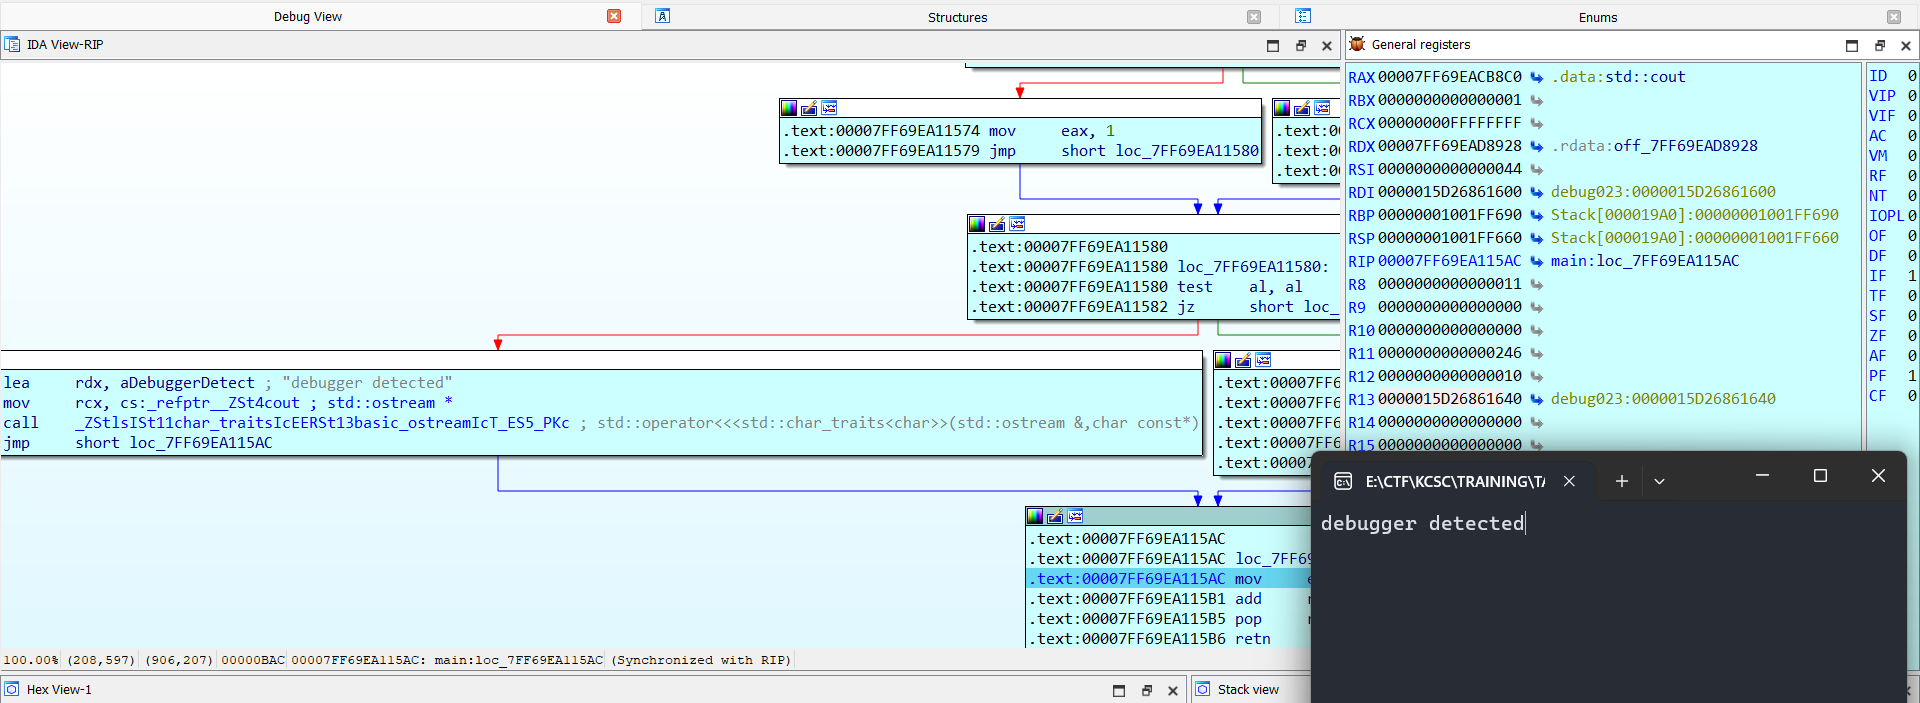 Debug View
Structures
Enums
IDA View-RIP
General registers
.text:00007FF69EA11574 mov eax, 1
.text:00007FF69EA11579 jmp short loc_7FF69EA11580
.text:0
.text:0
.text:0
.text:00007FF69EA11580
.text:00007FF69EA11580 loc_7FF69EA11580:
.text:00007FF69EA11580 test al, al
.text:00007FF69EA11582 jz short loc_
lea rdx, aDebuggerDetect ; "debugger detected"
mov rcx, cs:_refptr__ZSt4cout ; std::ostream *
call _ZStlsISt11char_traitsIcEERSt13basic_ostreamIcT_ES5_PKc ; std::operator<<<std::char_traits<char>>(std::ostream &,char const*)
jmp short loc_7FF69EA115AC
.text:00007FF6
.text:00007FF6
.text:00007FF6
.text:00007FF6
.text:00007F
.text:00007FF69EA115AC
.text:00007FF69EA115AC loc_7FF69
.text:00007FF69EA115AC mov e
.text:00007FF69EA115B1 add
.text:00007FF69EA115B5 pop
.text:00007FF69EA115B6 retn
100.00% (208,597) (906,207) 00000BAC 00007FF69EA115AC: main:loc_7FF69EA115AC (Synchronized with RIP)
RAX 00007FF69EACB8C0 .data:std::cout
RBX 0000000000000001
RCX 00000000FFFFFFFF
RDX 00007FF69EAD8928 .rdata:off_7FF69EAD8928
RSI 0000000000000044
RDI 0000015D26861600 debug023:0000015D26861600
RBP 00000001001FF690 Stack[000019A0]:00000001001FF690
RSP 00000001001FF660 Stack[000019A0]:00000001001FF660
RIP 00007FF69EA115AC main:loc_7FF69EA115AC
R8 0000000000000011
R9 0000000000000000
R10 0000000000000000
R11 0000000000000246
R12 0000000000000010
R13 0000015D26861640 debug023:0000015D26861640
R14 0000000000000000
R15 0000000000000000
ID 0
VIP 0
VIF 0
AC 0
VM 0
RF 0
NT 0
IOPL 0
OF 0
DF 0
IF 1
TF 0
SF 0
ZF 0
AF 0
PF 1
CF 0
E:\CTF\KCSC\TRAINING\TA
debugger detected
Hex View-1
Stack view